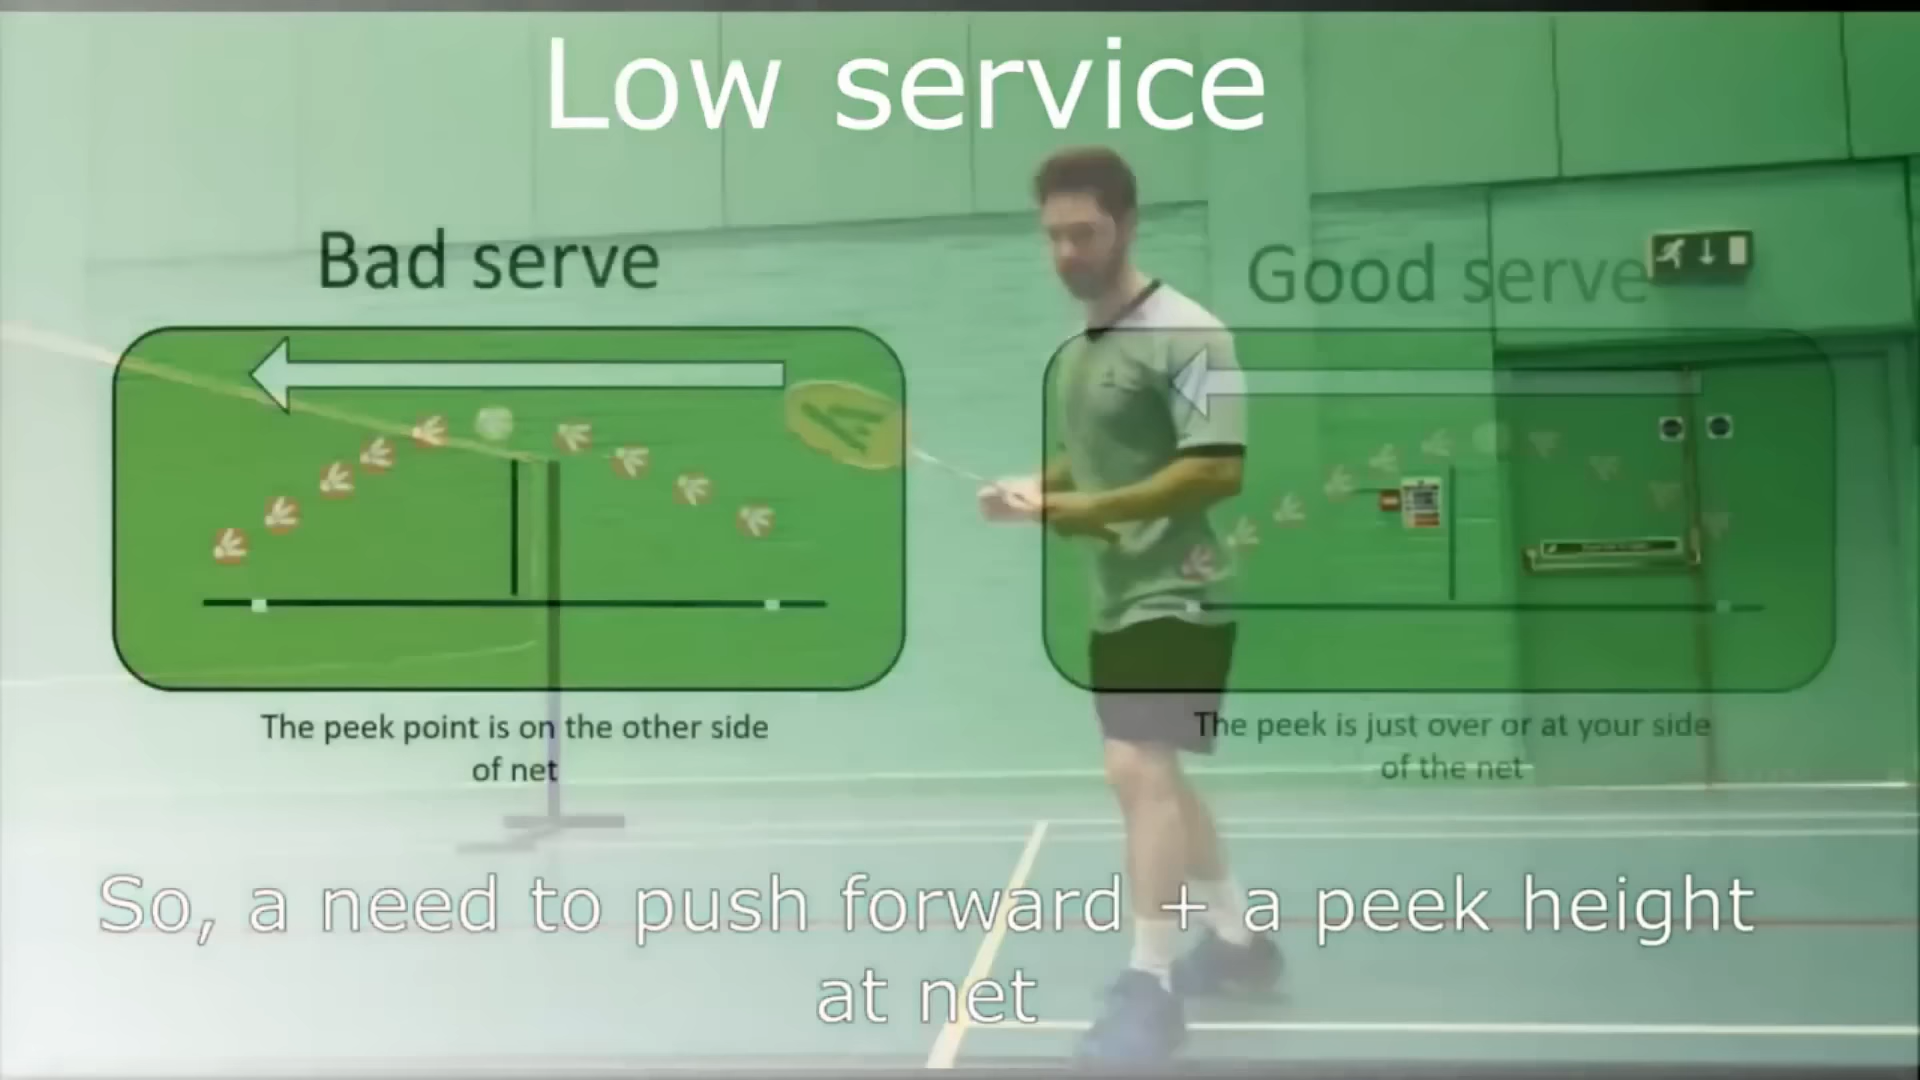 Low service
Bad serve
Good serve
The peek point is on the other side
of net
The peek is just over or at your side
of the net
So, a need to push forward + a peek height
at net